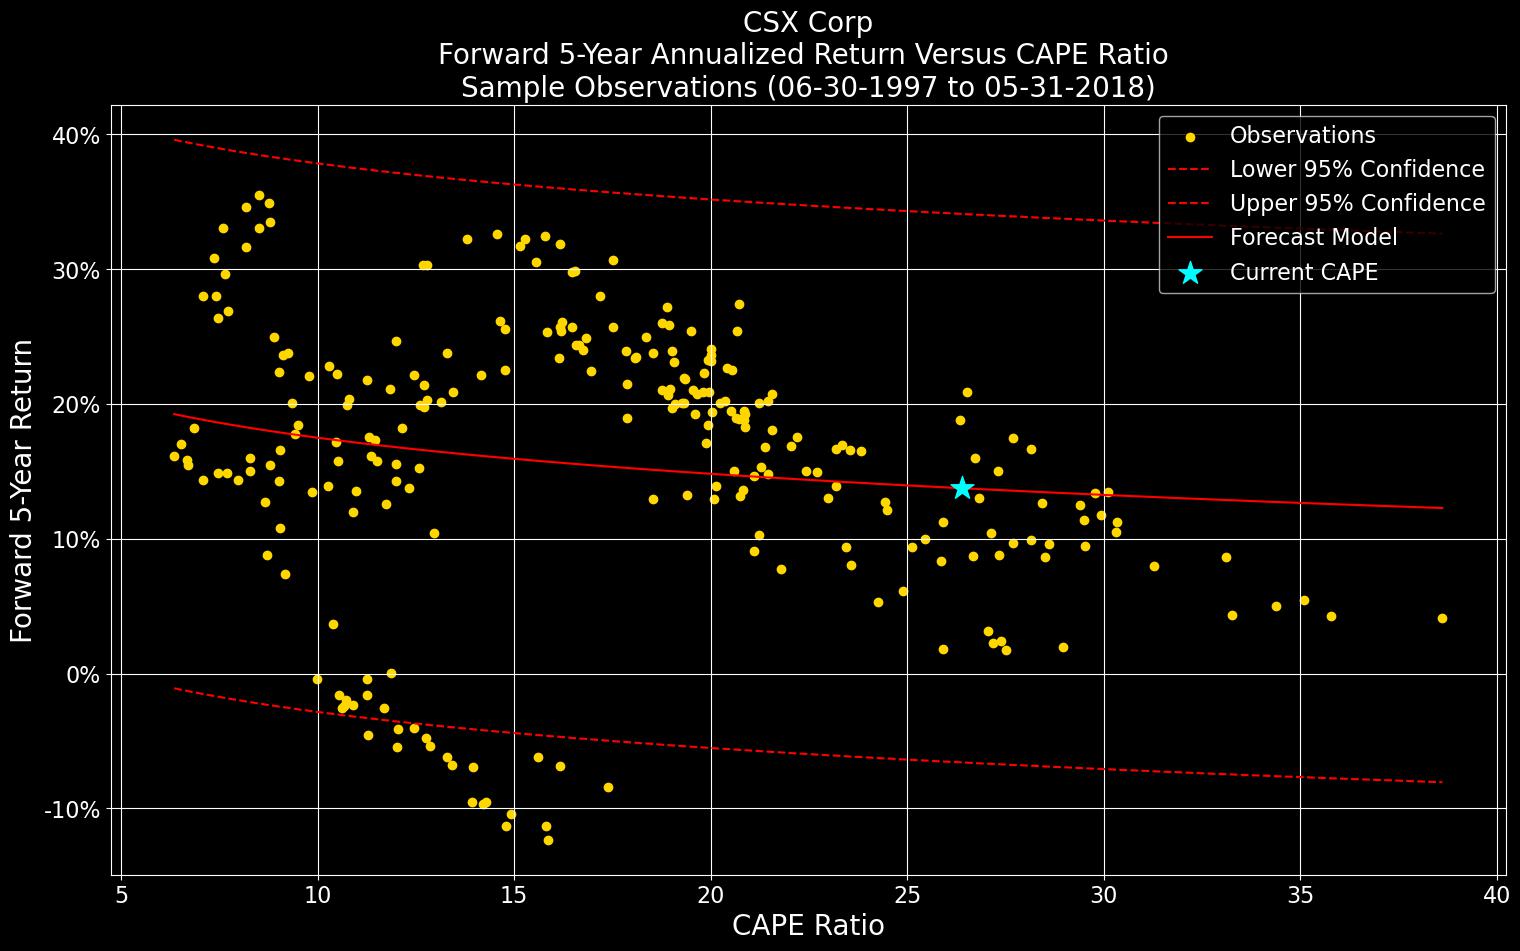 CSX Corp
Forward 5-Year Annualized Return Versus CAPE Ratio
Sample Observations (06-30-1997 to 05-31-2018)
Observations
Lower 95% Confidence
Upper 95% Confidence
Forecast Model
Current CAPE
Forward 5-Year Return
40%
30%
20%
10%
0%
-10%
5 10 15 20 25 30 35 40
CAPE Ratio